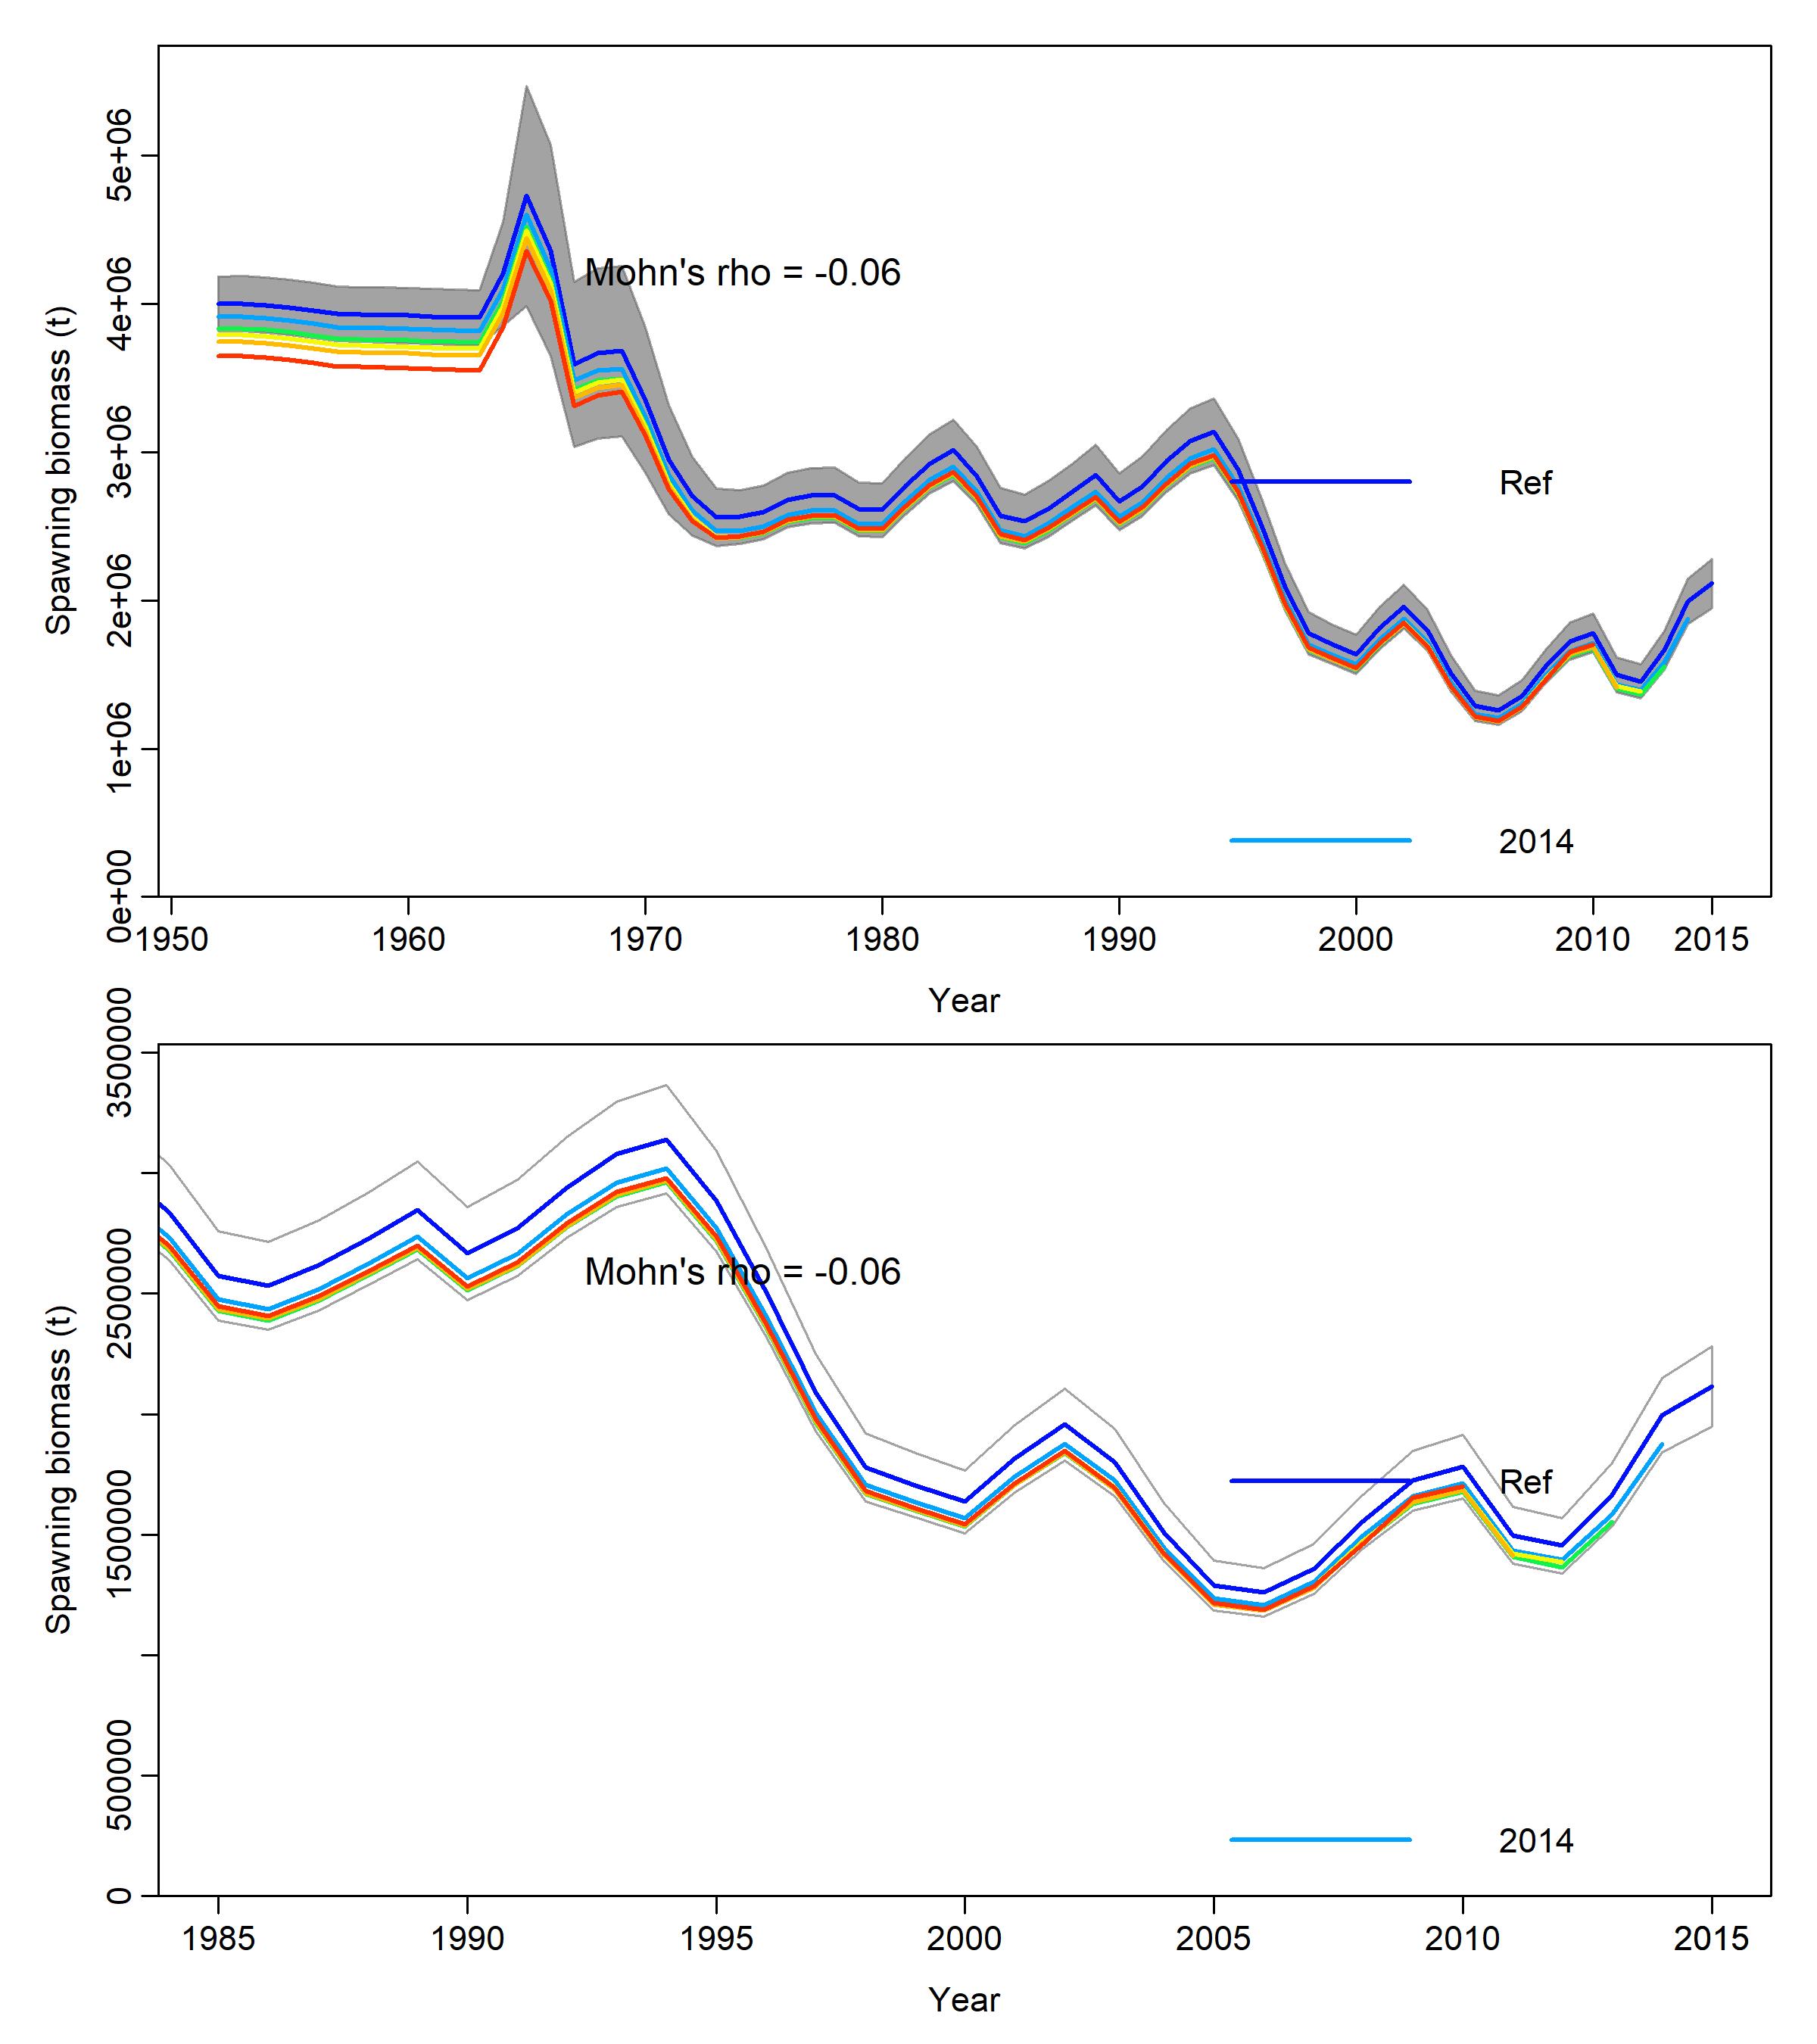 Spawning biomass (t)
5e+06
4e+06
3e+06
2e+06
1e+06
0e+00
Mohn's rho = -0.06
Ref
2014
1950 1960 1970 1980 1990 2000 2010 2015
Year
Spawning biomass (t)
3500000
2500000
1500000
500000
0
Mohn's rho = -0.06
Ref
2014
1985 1990 1995 2000 2005 2010 2015
Year